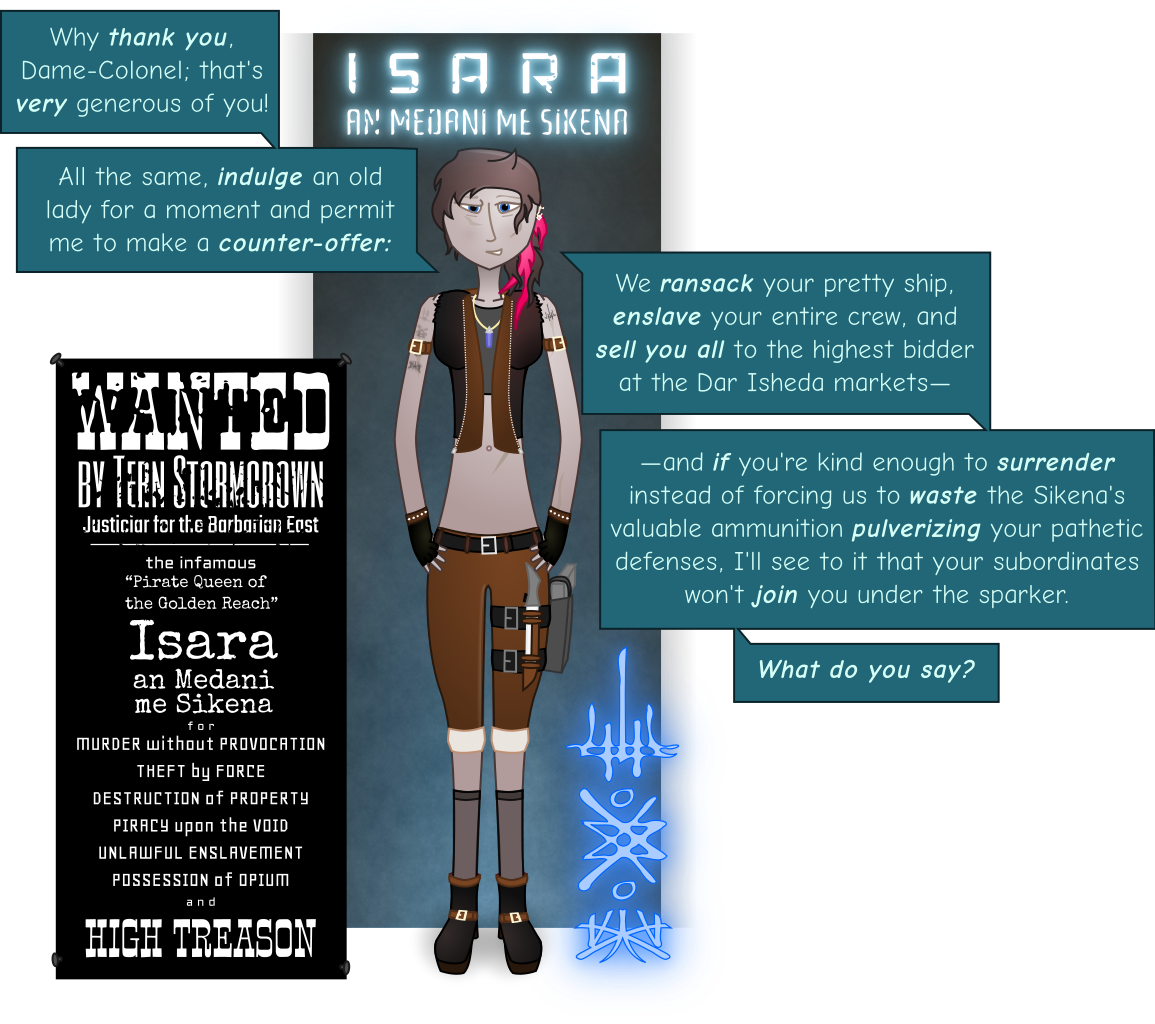 Why thank you,
Dame-Colonel; that's
very generous of you!
ISARA
AN MEDANI ME SIKENA
All the same, indulge an old
lady for a moment and permit
me to make a counter-offer:
We ransack your pretty ship,
enslave your entire crew, and
sell you all to the highest bidder
at the Dar Isheda markets—
—and if you're kind enough to surrender
instead of forcing us to waste the Sikena's
valuable ammunition pulverizing your pathetic
defenses, I'll see to it that your subordinates
won't join you under the sparker.
What do you say?
WANTED
BY TERN STORMCROWN
Justiciar for the Barbarian East
the infamous
“Pirate Queen of
the Golden Reach”
Isara
an Medani
me Sikena
for
MURDER without PROVOCATION
THEFT by FORCE
DESTRUCTION of PROPERTY
PIRACY upon the VOID
UNLAWFUL ENSLAVEMENT
POSSESSION of OPIUM
and
HIGH TREASON